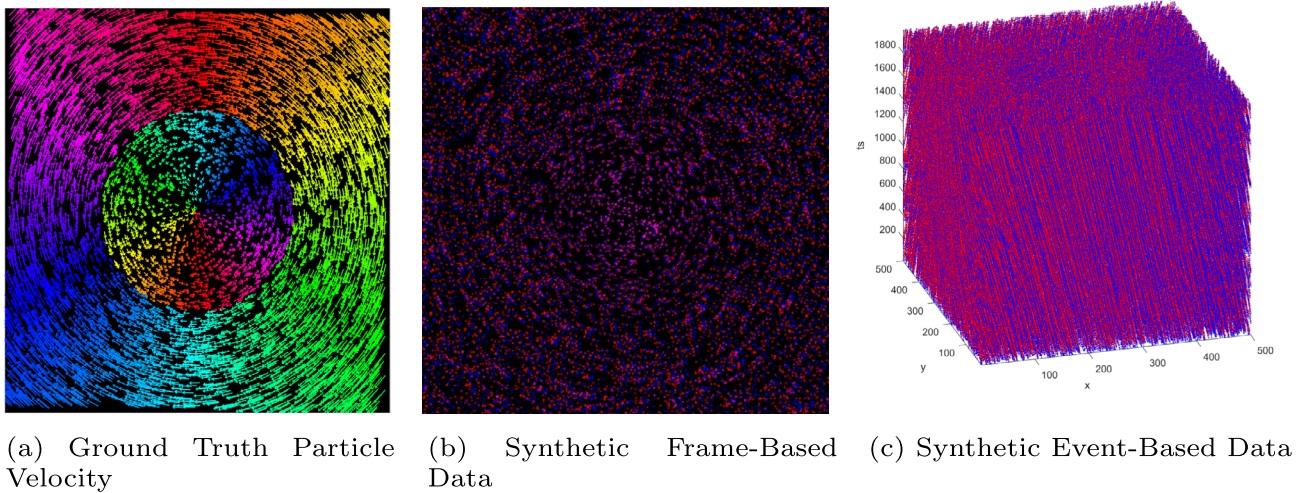 1800
1600
1400
1200
1000
ts
800
600
400
200
500
400
300
200
100
y
100
200
300
400
500
x
(a) Ground Truth Particle
Velocity
(b) Synthetic Frame-Based
Data
(c) Synthetic Event-Based Data